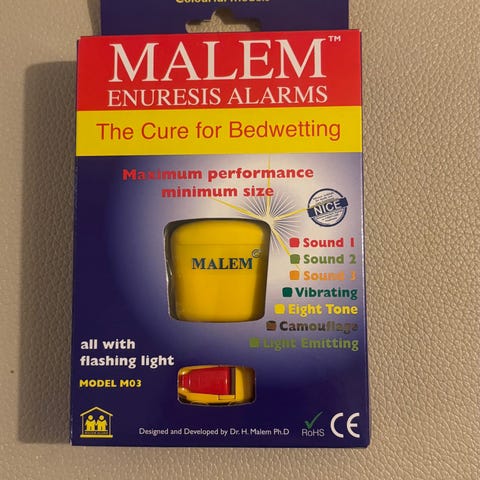 Colourful Models
MALEM™
ENURESIS ALARMS
The Cure for Bedwetting
Maximum performance
minimum size
NICE
MALEM
Sound 1
Sound 2
Sound 3
Vibrating
Eight Tone
Camouflage
Light Emitting
all with
flashing light
MODEL M03
Designed and Developed by Dr. H. Malem Ph.D
RoHS
CE